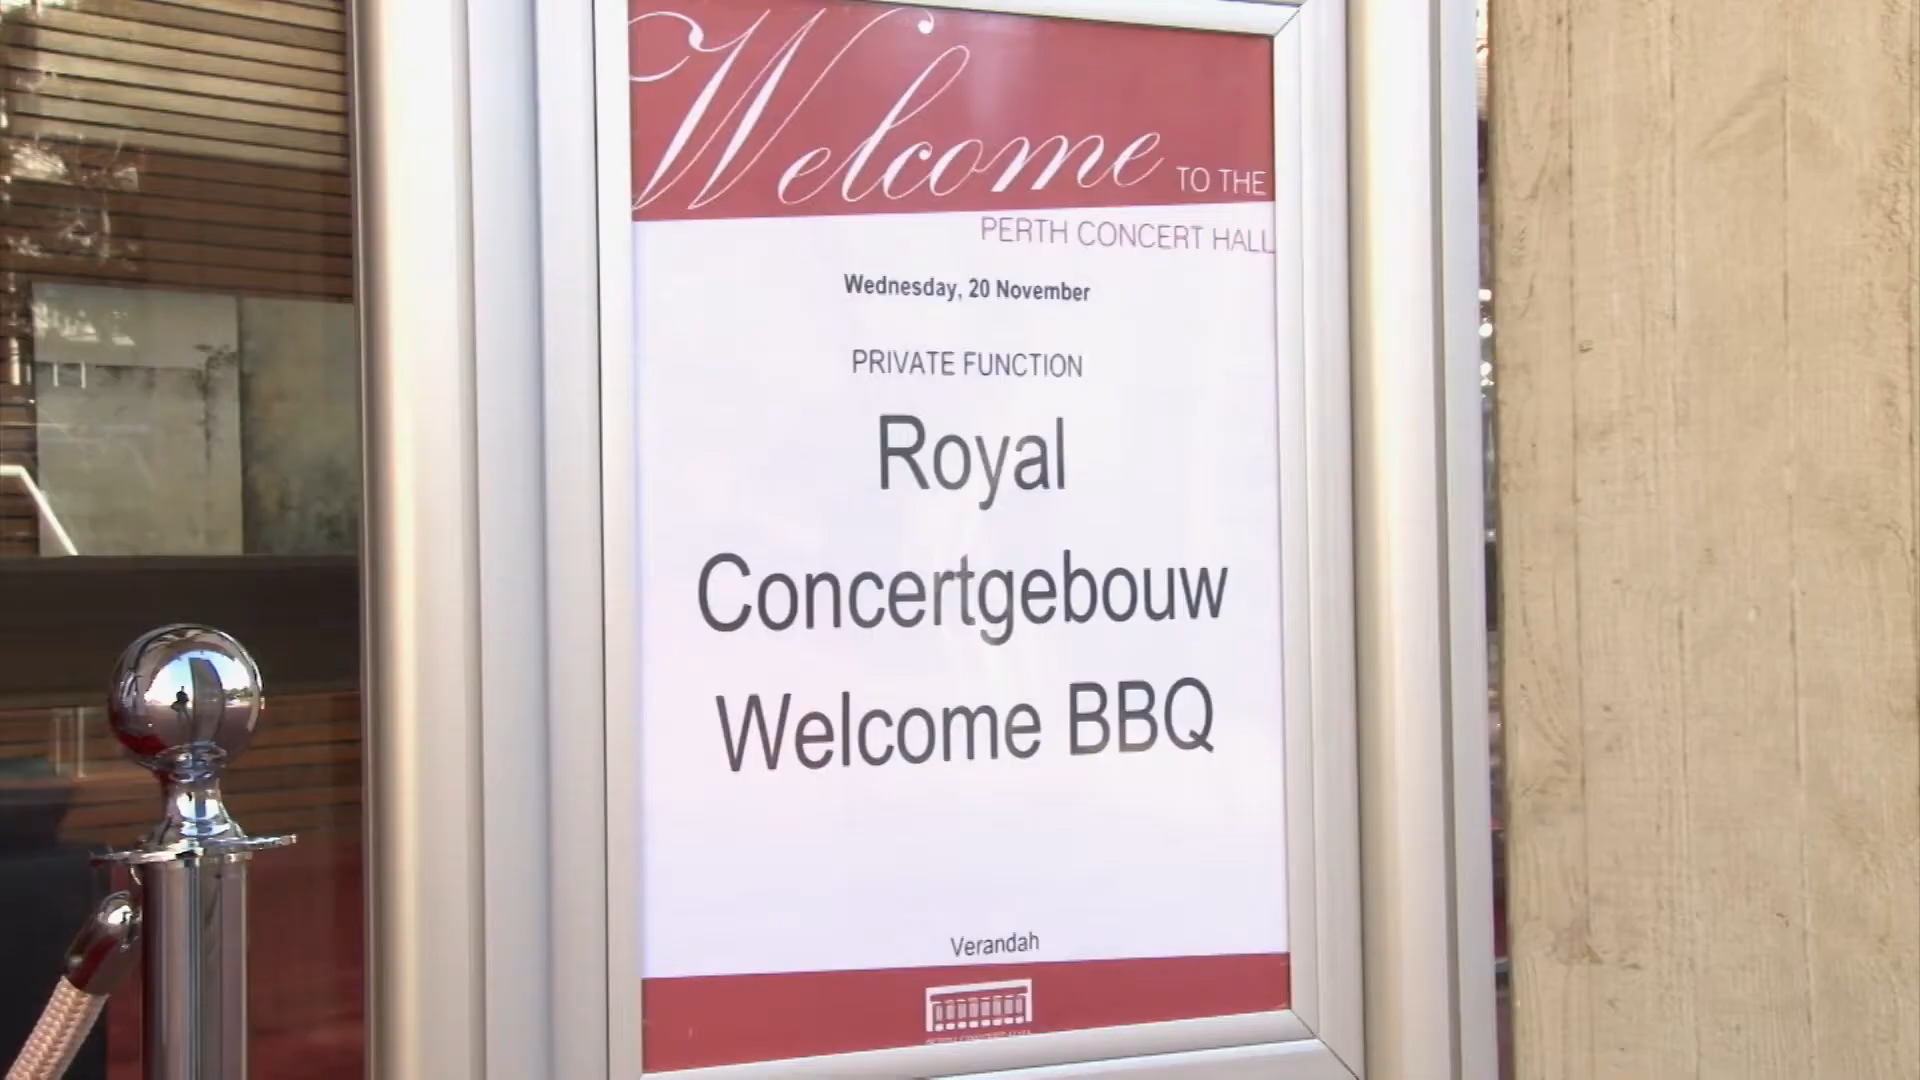 Welcome TO THE
PERTH CONCERT HALL
Wednesday, 20 November
PRIVATE FUNCTION
Royal
Concertgebouw
Welcome BBQ
Verandah